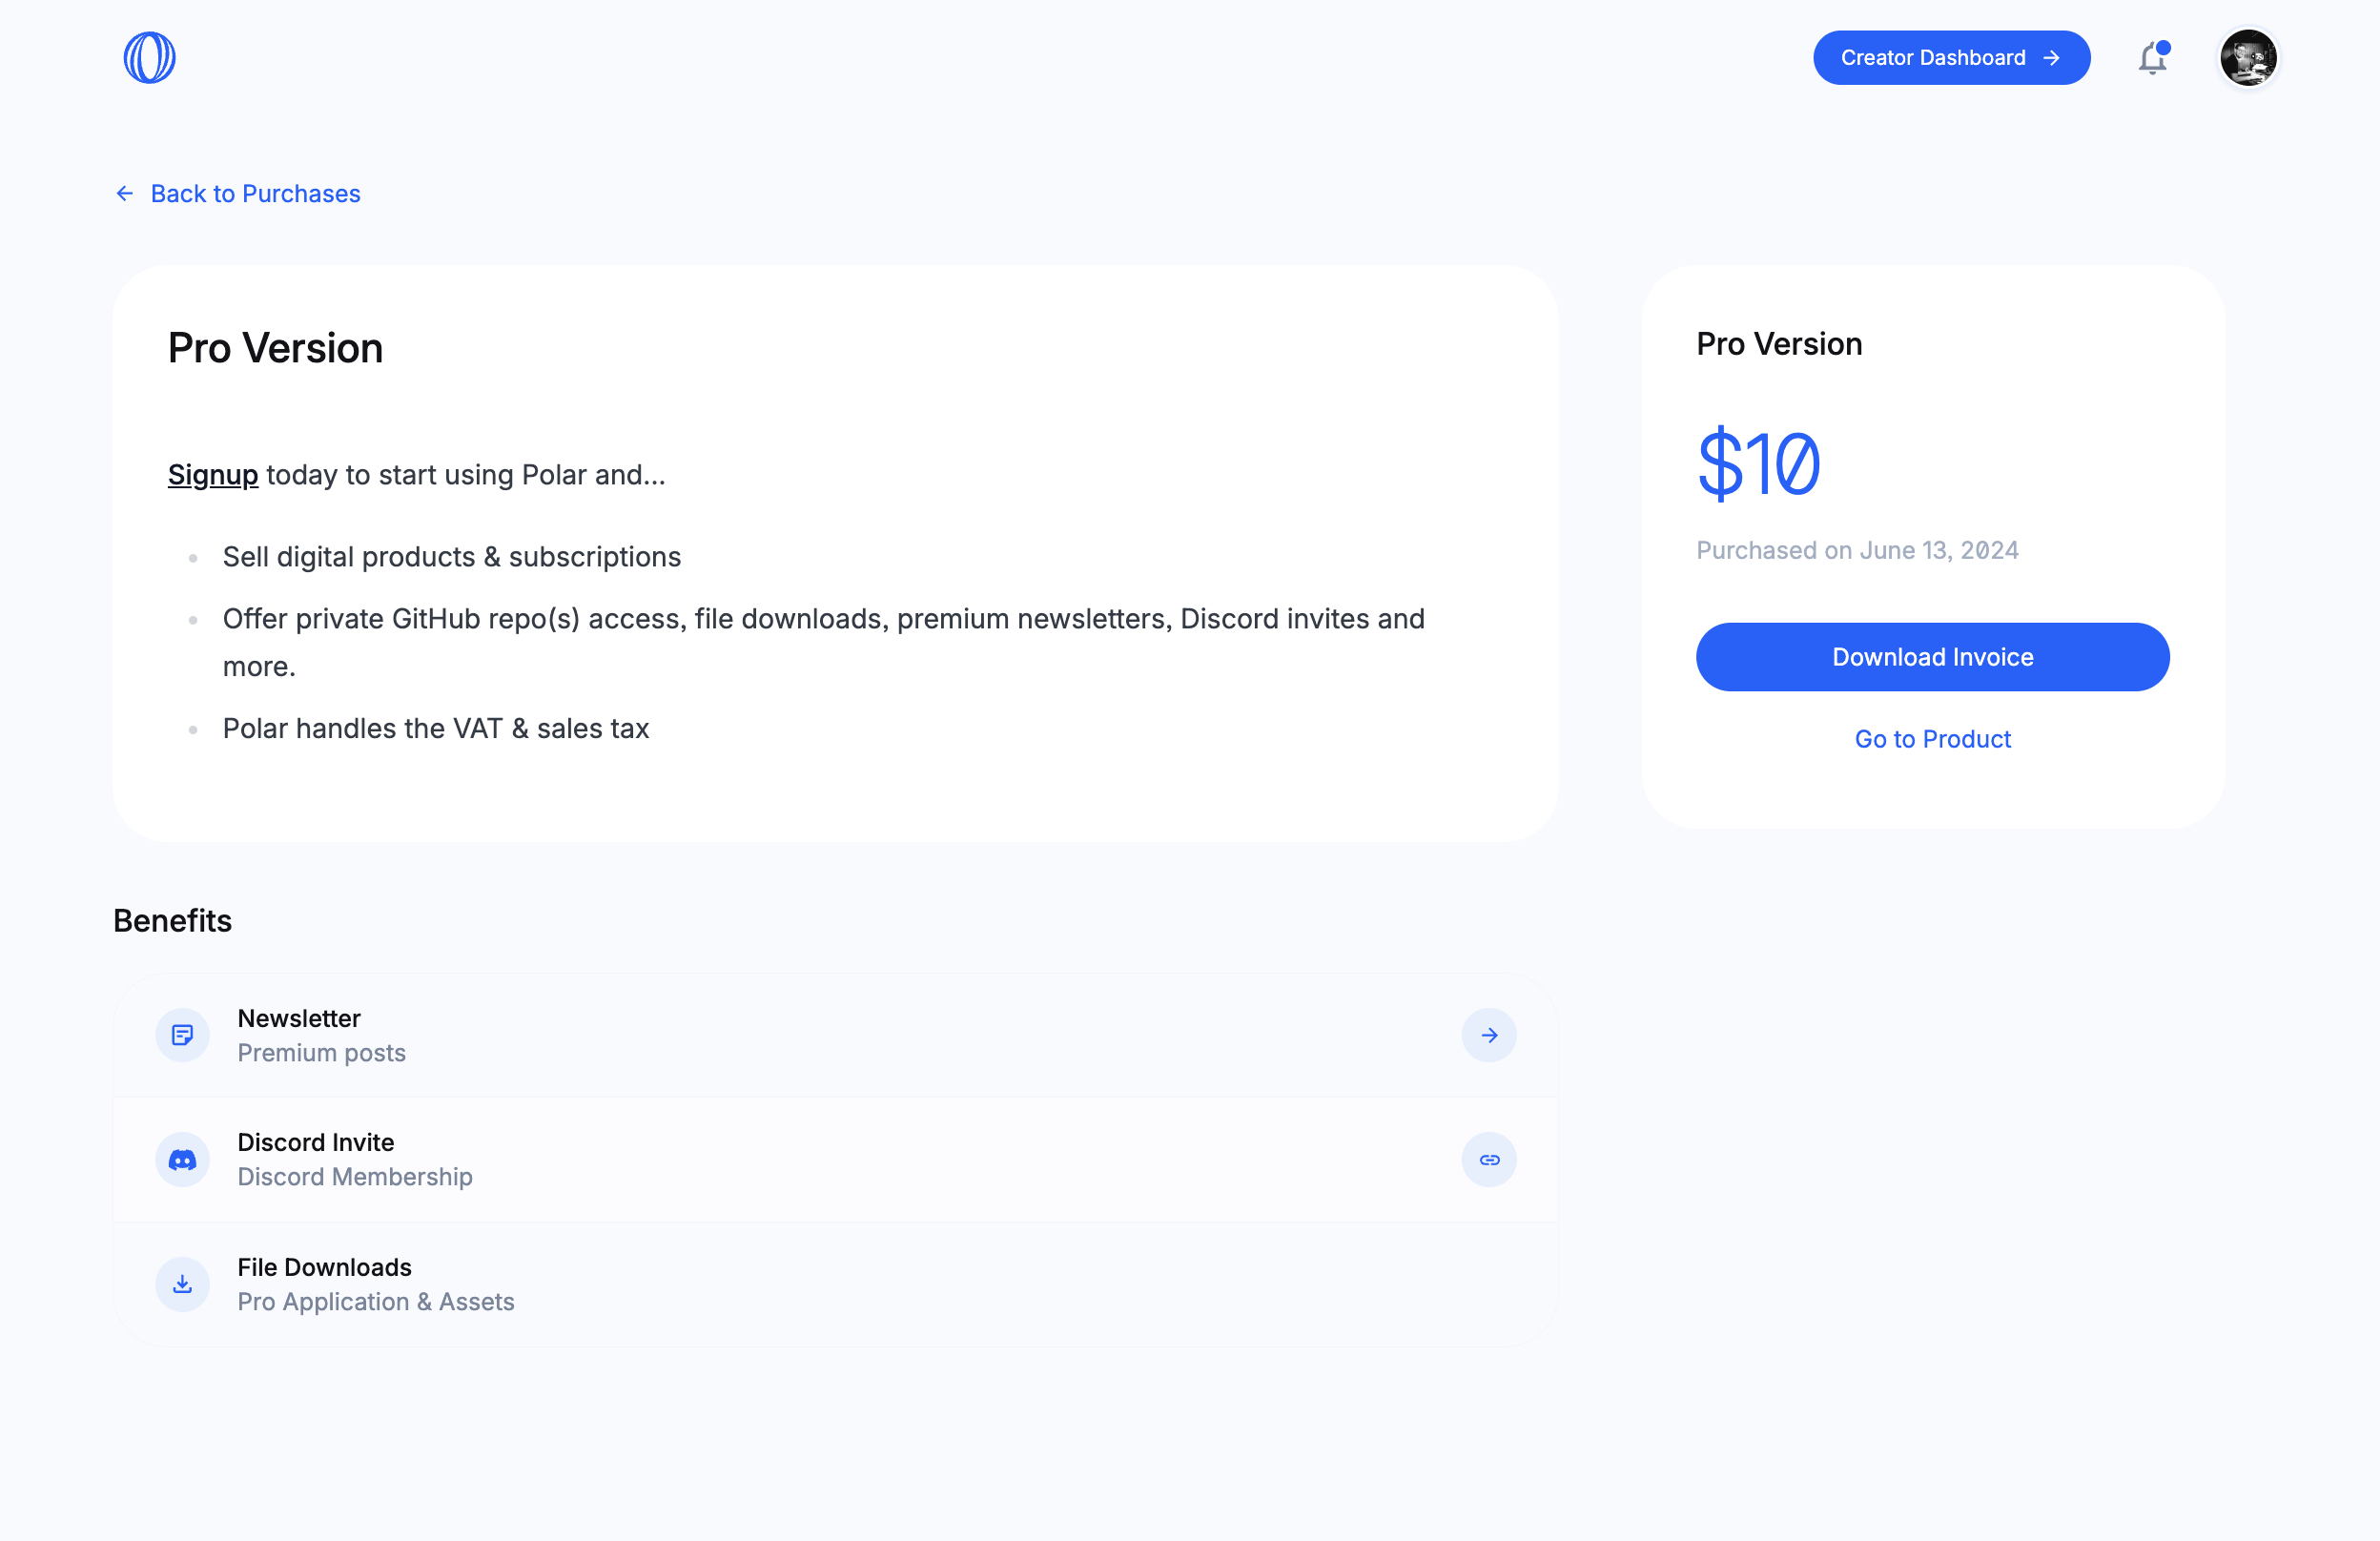 Creator Dashboard
Back to Purchases
Pro Version
Signup today to start using Polar and...
Sell digital products & subscriptions
Offer private GitHub repo(s) access, file downloads, premium newsletters, Discord invites and
more.
Polar handles the VAT & sales tax
Pro Version
$10
Purchased on June 13, 2024
Download Invoice
Go to Product
Benefits
Newsletter
Premium posts
Discord Invite
Discord Membership
File Downloads
Pro Application & Assets